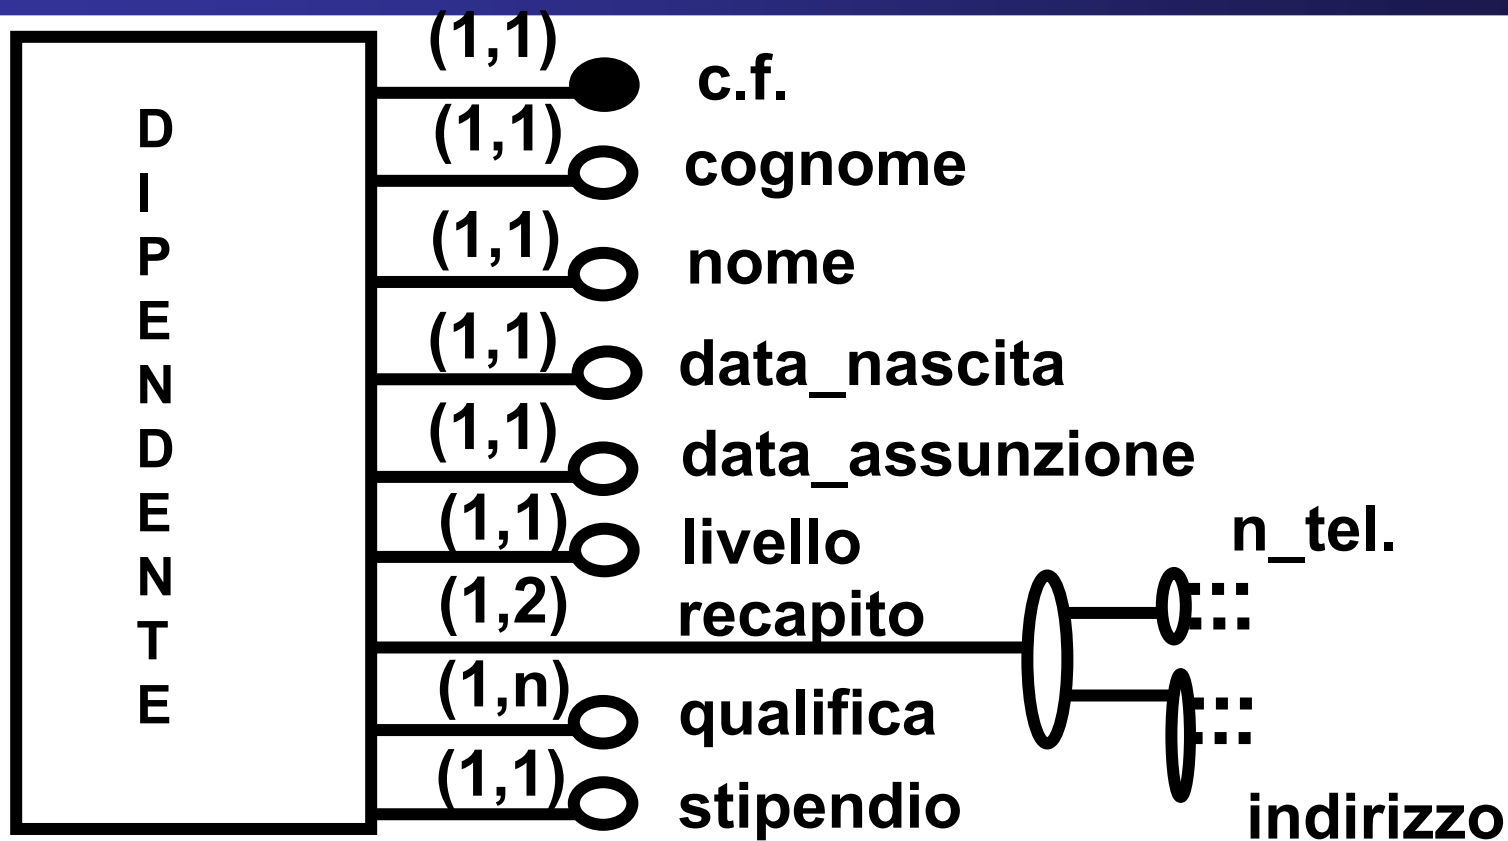 DIPENDENTE
(1,1) c.f.
(1,1) cognome
(1,1) nome
(1,1) data_nascita
(1,1) data_assunzione
(1,1) livello
n_tel.
(1,2) recapito
(1,n) qualifica
(1,1) stipendio
indirizzo